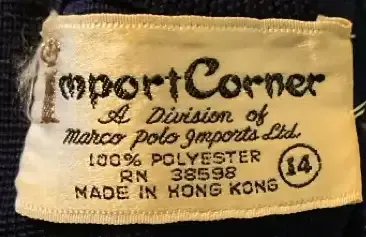 importCorner
A Division of
Marco Polo Imports Ltd.
100% POLYESTER
RN 38598
MADE IN HONG KONG
14